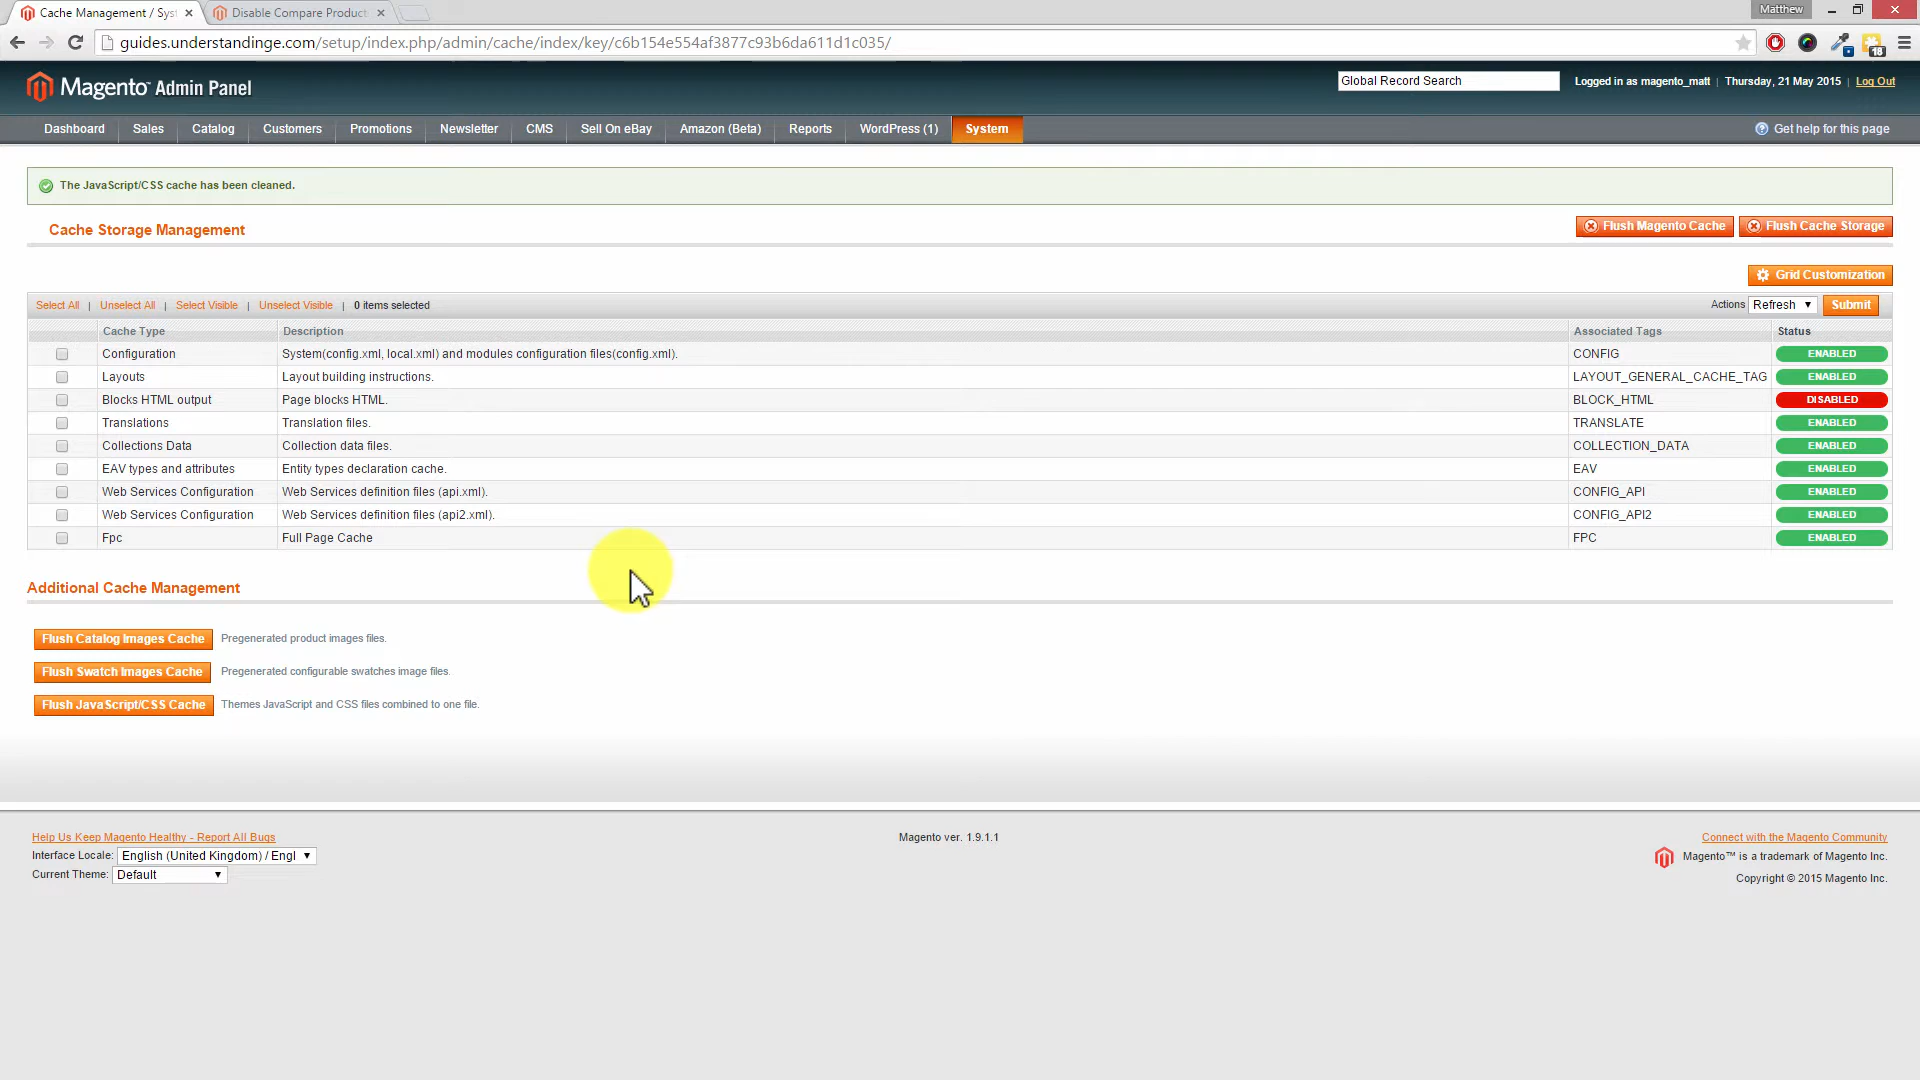 Cache Management / Sys
Disable Compare Product
Matthew
guides.understandinge.com/setup/index.php/admin/cache/index/key/c6b154e554af3877c93b6da611d1c035/
18
Magento™ Admin Panel
Global Record Search
Logged in as magento_matt | Thursday, 21 May 2015 | Log Out
Dashboard Sales Catalog Customers Promotions Newsletter CMS Sell On eBay Amazon (Beta) Reports WordPress (1) System
Get help for this page
The JavaScript/CSS cache has been cleaned.
Cache Storage Management
Flush Magento Cache Flush Cache Storage
Grid Customization
Select All | Unselect All | Select Visible | Unselect Visible | 0 items selected
Actions Refresh Submit
Cache Type Description Associated Tags Status
Configuration System(config.xml, local.xml) and modules configuration files(config.xml). CONFIG ENABLED
Layouts Layout building instructions. LAYOUT_GENERAL_CACHE_TAG ENABLED
Blocks HTML output Page blocks HTML. BLOCK_HTML DISABLED
Translations Translation files. TRANSLATE ENABLED
Collections Data Collection data files. COLLECTION_DATA ENABLED
EAV types and attributes Entity types declaration cache. EAV ENABLED
Web Services Configuration Web Services definition files (api.xml). CONFIG_API ENABLED
Web Services Configuration Web Services definition files (api2.xml). CONFIG_API2 ENABLED
Fpc Full Page Cache FPC ENABLED
Additional Cache Management
Flush Catalog Images Cache Pregenerated product images files.
Flush Swatch Images Cache Pregenerated configurable swatches image files.
Flush JavaScript/CSS Cache Themes JavaScript and CSS files combined to one file.
Help Us Keep Magento Healthy - Report All Bugs
Magento ver. 1.9.1.1
Connect with the Magento Community
Interface Locale: English (United Kingdom) / Engl
Magento™ is a trademark of Magento Inc.
Current Theme: Default
Copyright © 2015 Magento Inc.